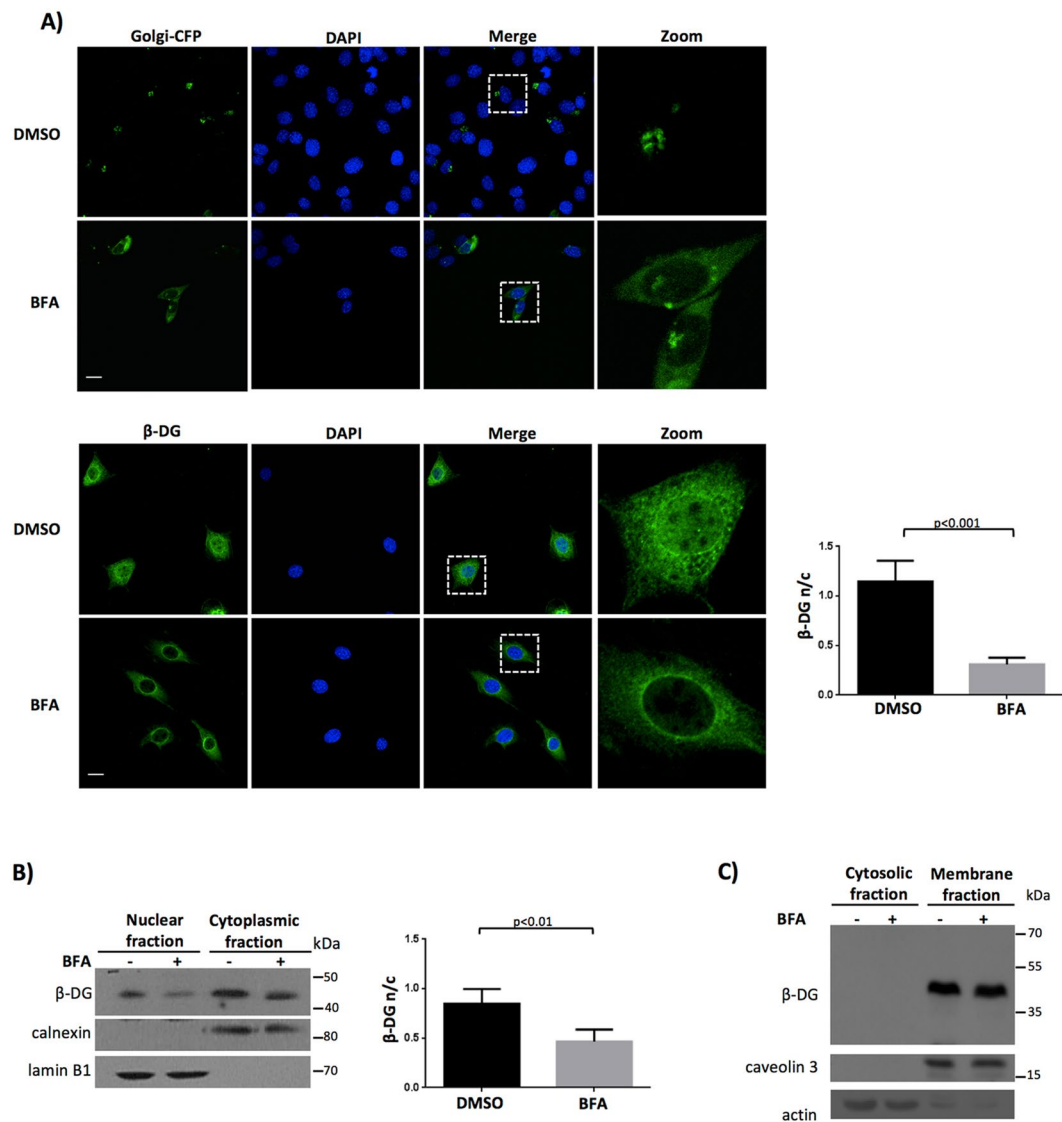 A)
Golgi-CFP DAPI Merge Zoom
DMSO
BFA
β-DG DAPI Merge Zoom
DMSO
BFA
p<0.001
1.5
1.0
0.5
0.0
β-DG n/c
DMSO BFA
B)
Nuclear fraction Cytoplasmic fraction kDa
BFA - + - +
β-DG
50
40
calnexin
80
lamin B1
70
p<0.01
1.5
1.0
0.5
0.0
β-DG n/c
DMSO BFA
C)
Cytosolic fraction Membrane fraction kDa
BFA - + - +
70
55
β-DG
35
caveolin 3
15
actin